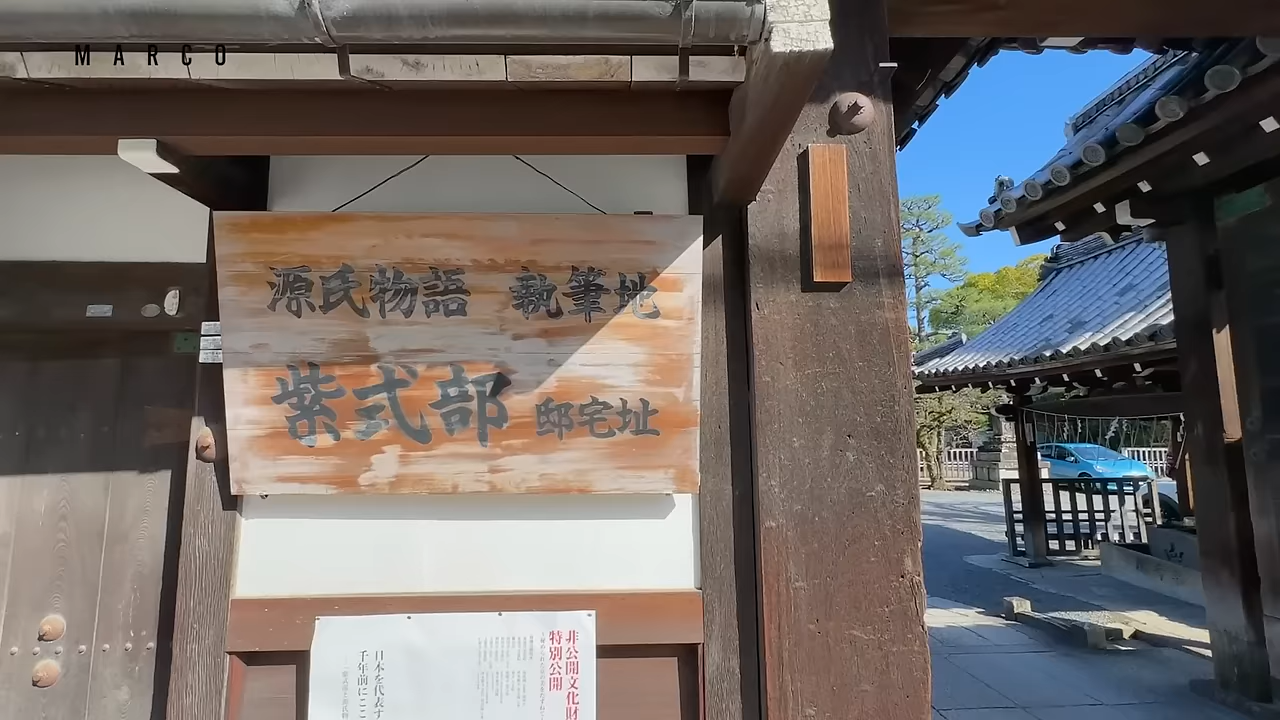 MARCO
源氏物語 執筆地
紫式部 邸宅址
非公開文化財
特別公開
日本を代表す
千年前にここ